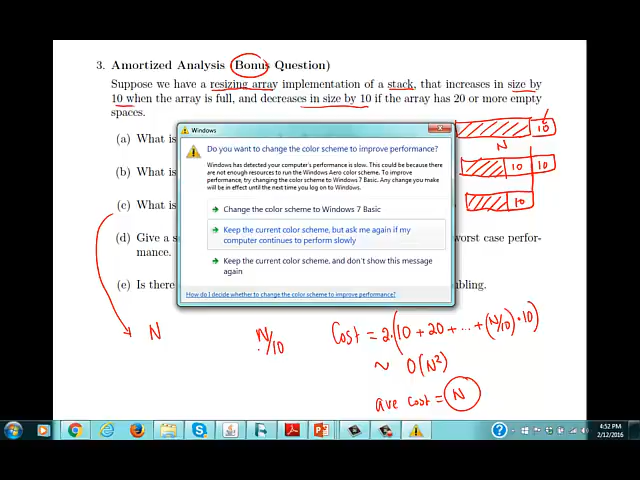 3. Amortized Analysis (Bonus Question)
Suppose we have a resizing array implementation of a stack, that increases in size by
10 when the array is full, and decreases in size by 10 if the array has 20 or more empty
spaces.
(a) What is
(b) What is
(c) What is
(d) Give a s
worst case perfor-
mance.
(e) Is there
bling.
10
N
10 10
10
Windows
Do you want to change the color scheme to improve performance?
Windows has detected your computer's performance is slow. This could be because there
are not enough resources to run the Windows Aero color scheme. To improve
performance, try changing the color scheme to Windows 7 Basic. Any change you make
will be in effect until the next time you log on to Windows.
Change the color scheme to Windows 7 Basic
Keep the current color scheme, but ask me again if my
computer continues to perform slowly
Keep the current color scheme, and don't show this message
again
How do I decide whether to change the color scheme to improve performance?
N N/10 Cost = 2·(10 + 20 + ... + (N/10)·10)
~ O(N²)
ave cost = N
4:52 PM
2/12/2016